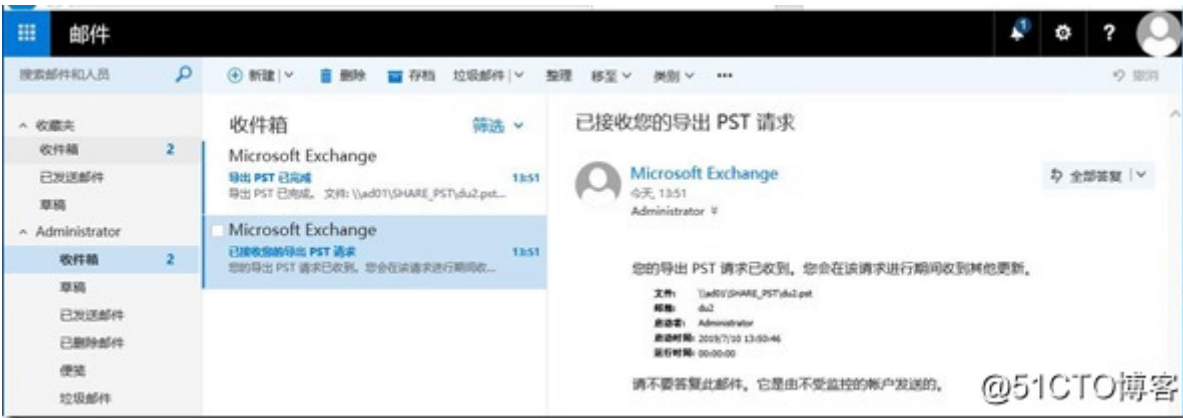 邮件
1
?
搜索邮件和人员
新建
删除
存档
垃圾邮件
整理
移至
类别
•••
撤消
收藏夹
收件箱 2
已发送邮件
草稿
Administrator
收件箱 2
草稿
已发送邮件
已删除邮件
便笺
垃圾邮件
收件箱
筛选
Microsoft Exchange
导出 PST 已完成 13:51
导出 PST 已完成。 文件: \\ad01\SHARE_PST\du2.pst...
Microsoft Exchange
已接收您的导出 PST 请求 13:51
您的导出 PST 请求已收到。您会在该请求进行期间收...
已接收您的导出 PST 请求
Microsoft Exchange
今天, 13:51
Administrator
全部答复
您的导出 PST 请求已收到。您会在该请求进行期间收到其他更新。
文件: \\ad01\SHARE_PST\du2.pst
邮箱: du2
启动者: Administrator
启动时间: 2019/7/10 13:50:46
运行时间: 00:00:00
请不要答复此邮件。它是由不受监控的帐户发送的。
@51CTO博客